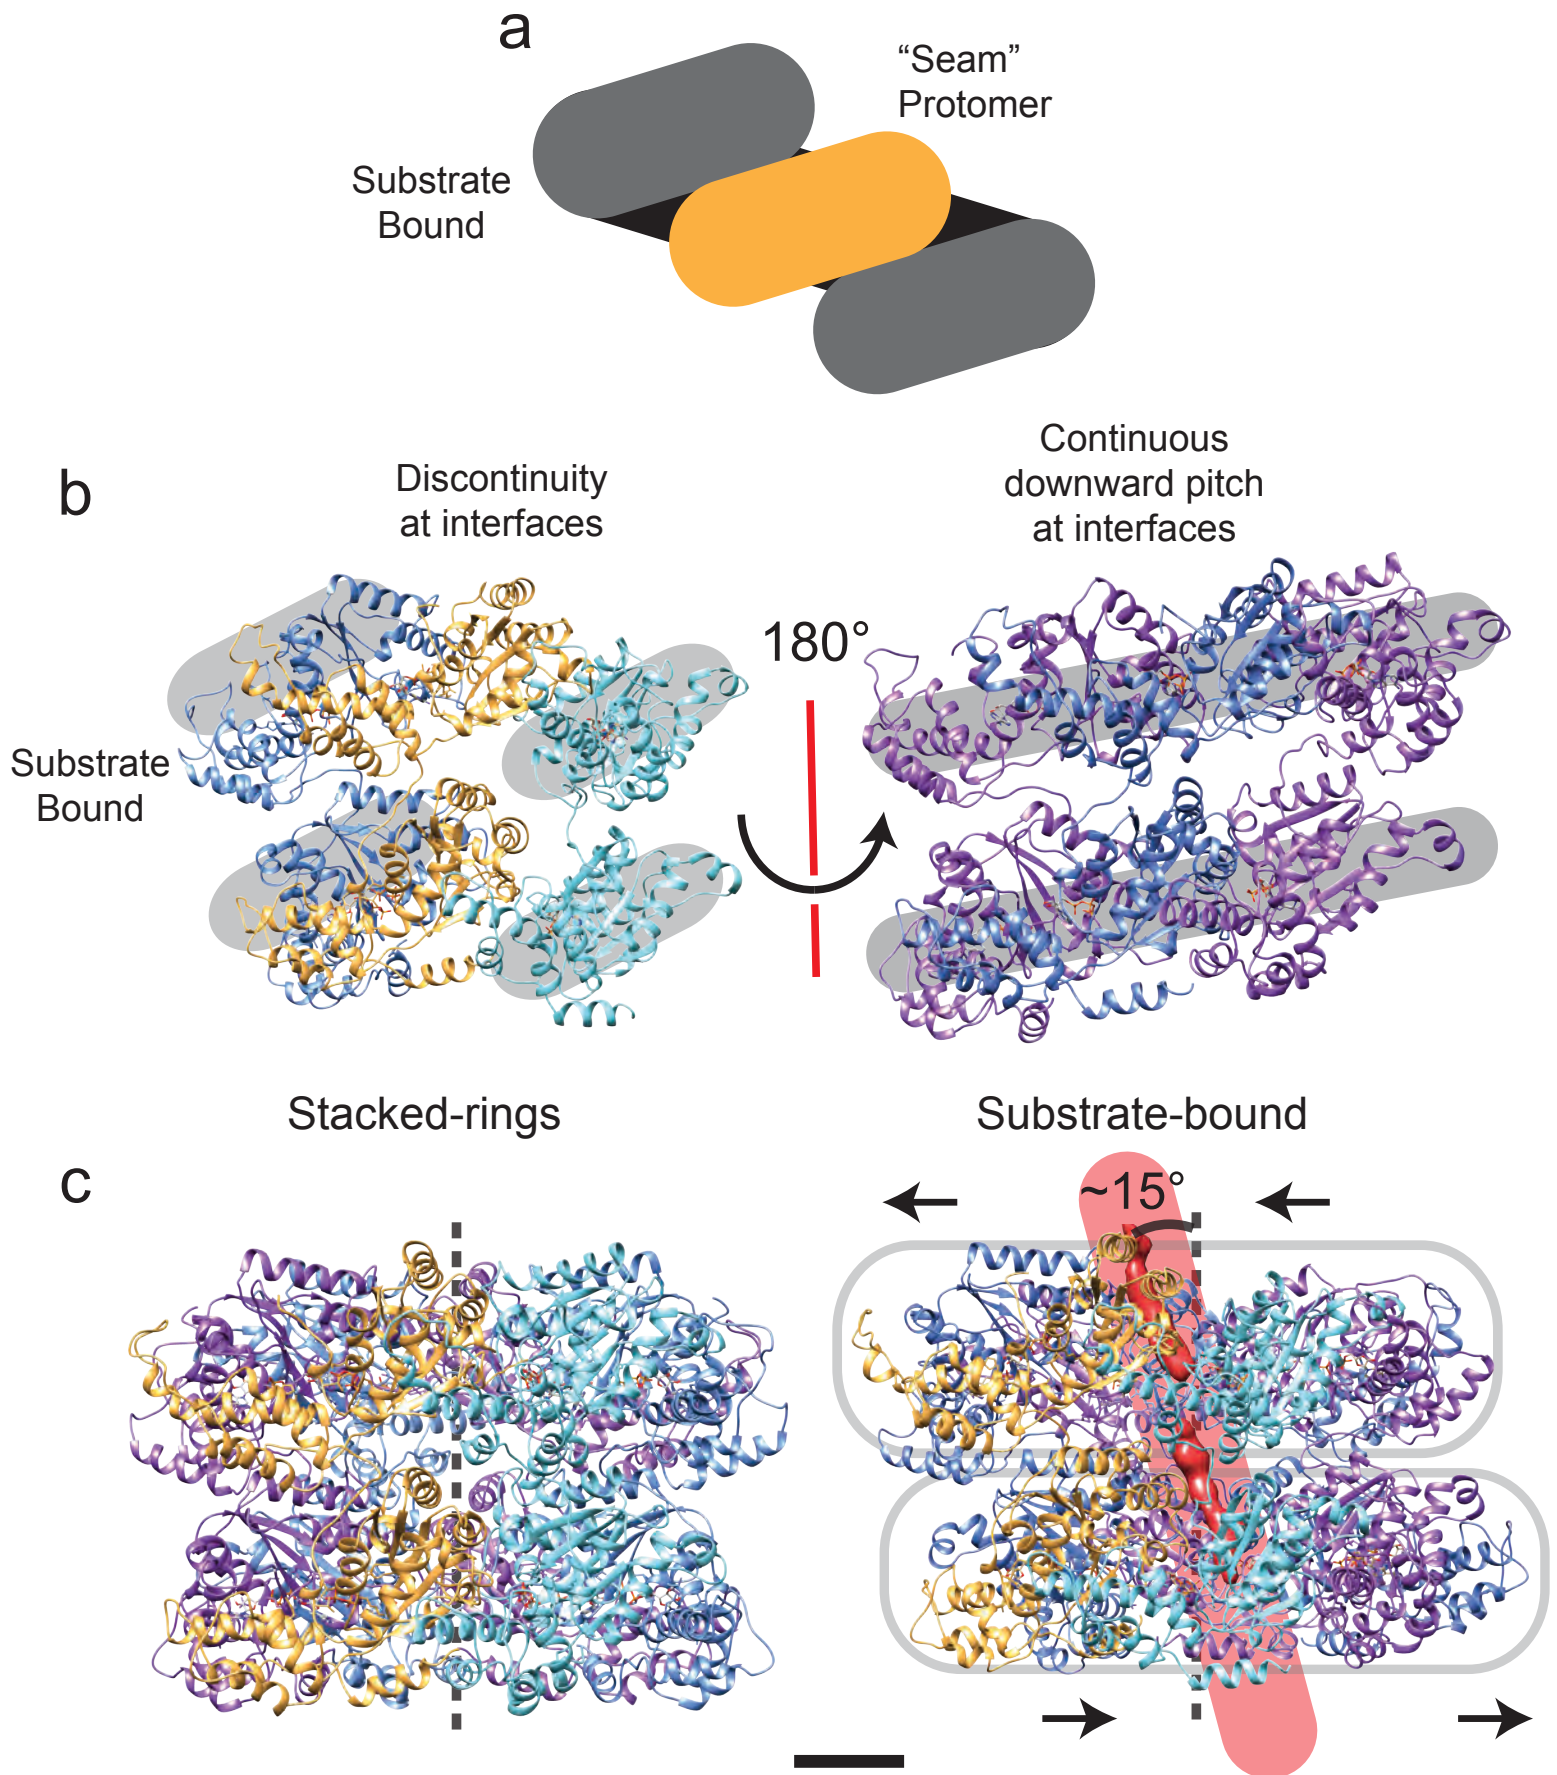 a
“Seam”
Protomer
Substrate
Bound
b
Discontinuity
at interfaces
Continuous
downward pitch
at interfaces
180°
Substrate
Bound
Stacked-rings
Substrate-bound
c
~15°